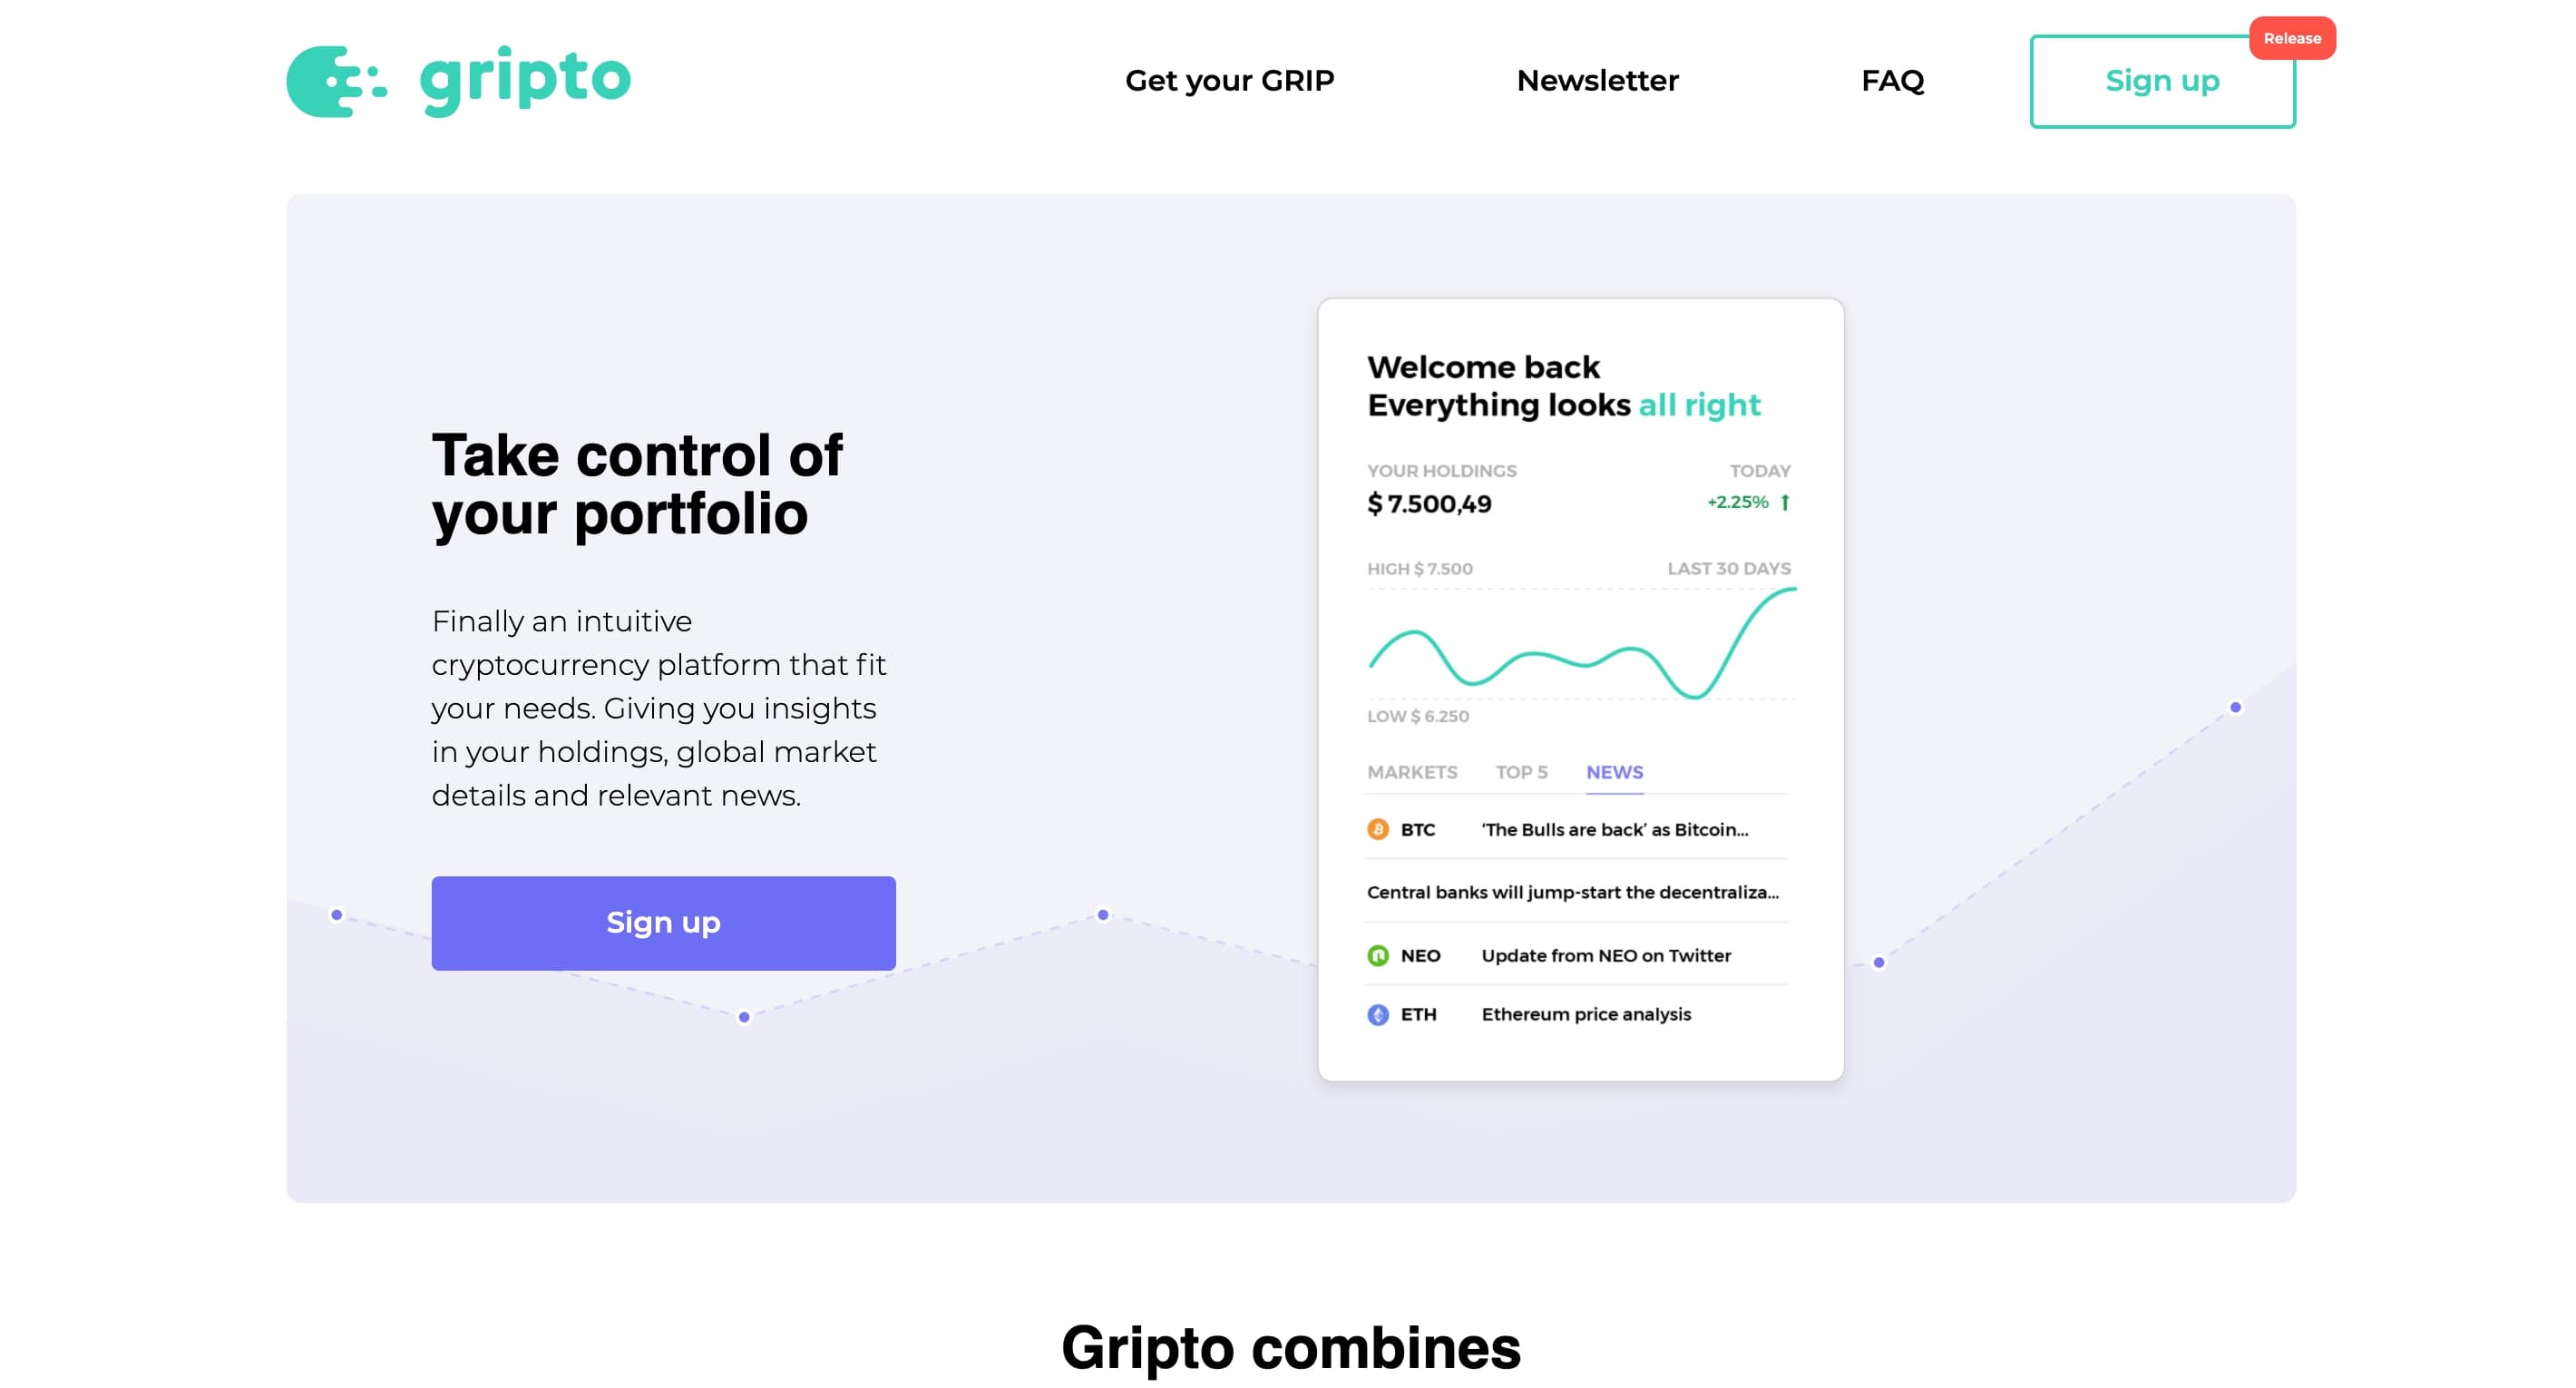 gripto
Get your GRIP
Newsletter
FAQ
Sign up
Release
Take control of
your portfolio
Finally an intuitive
cryptocurrency platform that fit
your needs. Giving you insights
in your holdings, global market
details and relevant news.
Sign up
Welcome back
Everything looks all right
YOUR HOLDINGS TODAY
$ 7.500,49 +2.25%
HIGH $ 7.500 LAST 30 DAYS
LOW $ 6.250
MARKETS TOP 5 NEWS
BTC ‘The Bulls are back’ as Bitcoin...
Central banks will jump-start the decentraliza...
NEO Update from NEO on Twitter
ETH Ethereum price analysis
Gripto combines